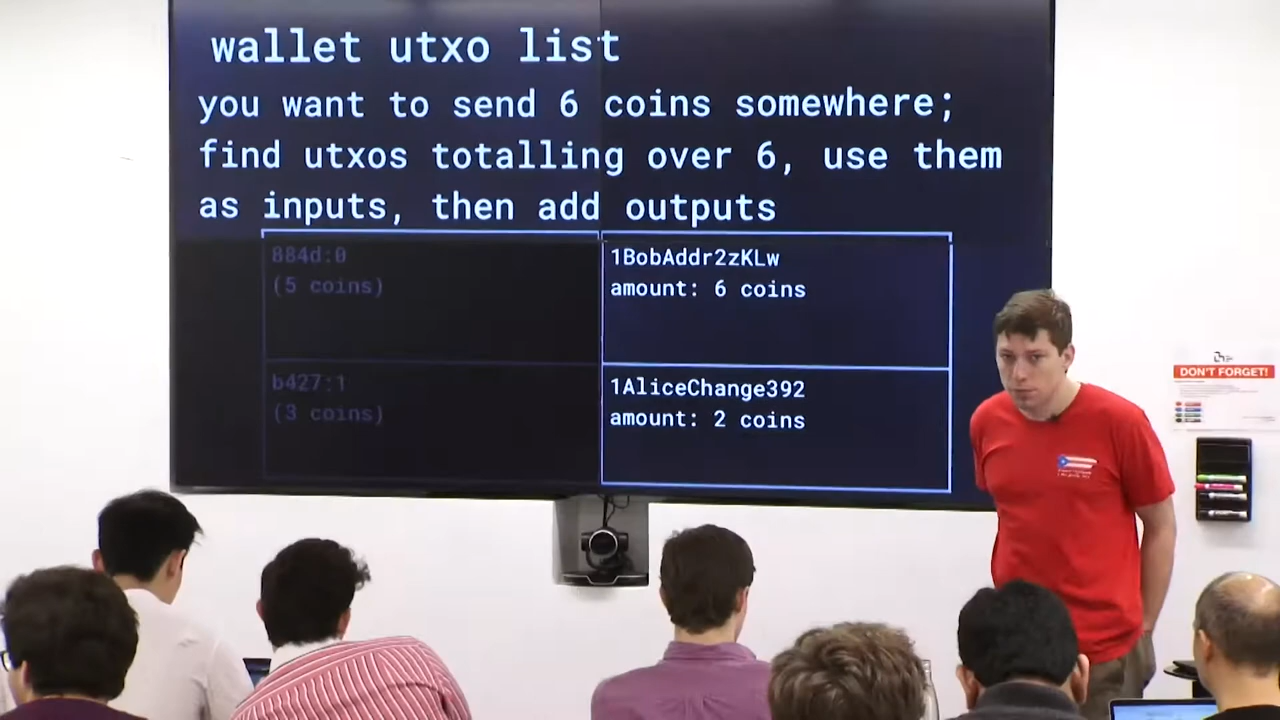 wallet utxo list
you want to send 6 coins somewhere;
find utxos totalling over 6, use them
as inputs, then add outputs
884d:0
(5 coins)
1BobAddr2zKLw
amount: 6 coins
b427:1
(3 coins)
1AliceChange392
amount: 2 coins
DON'T FORGET!